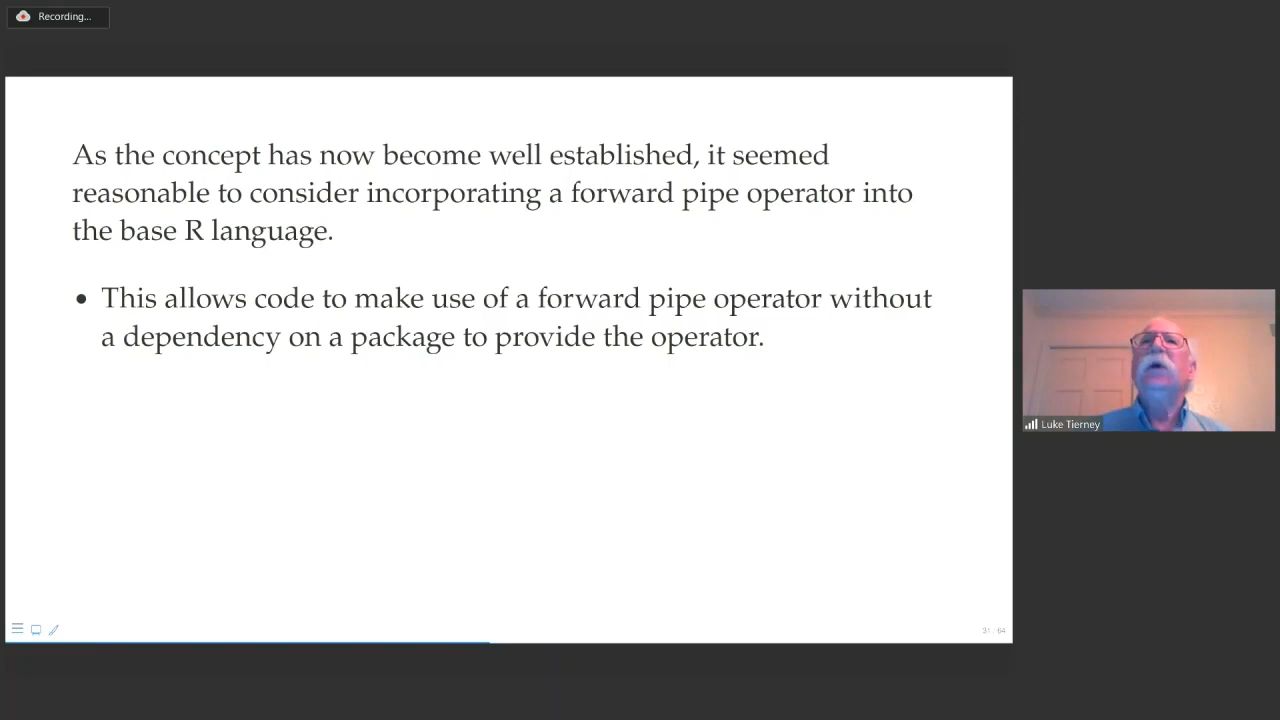 Recording...
As the concept has now become well established, it seemed
reasonable to consider incorporating a forward pipe operator into
the base R language.
• This allows code to make use of a forward pipe operator without
a dependency on a package to provide the operator.
Luke Tierney
31 / 64